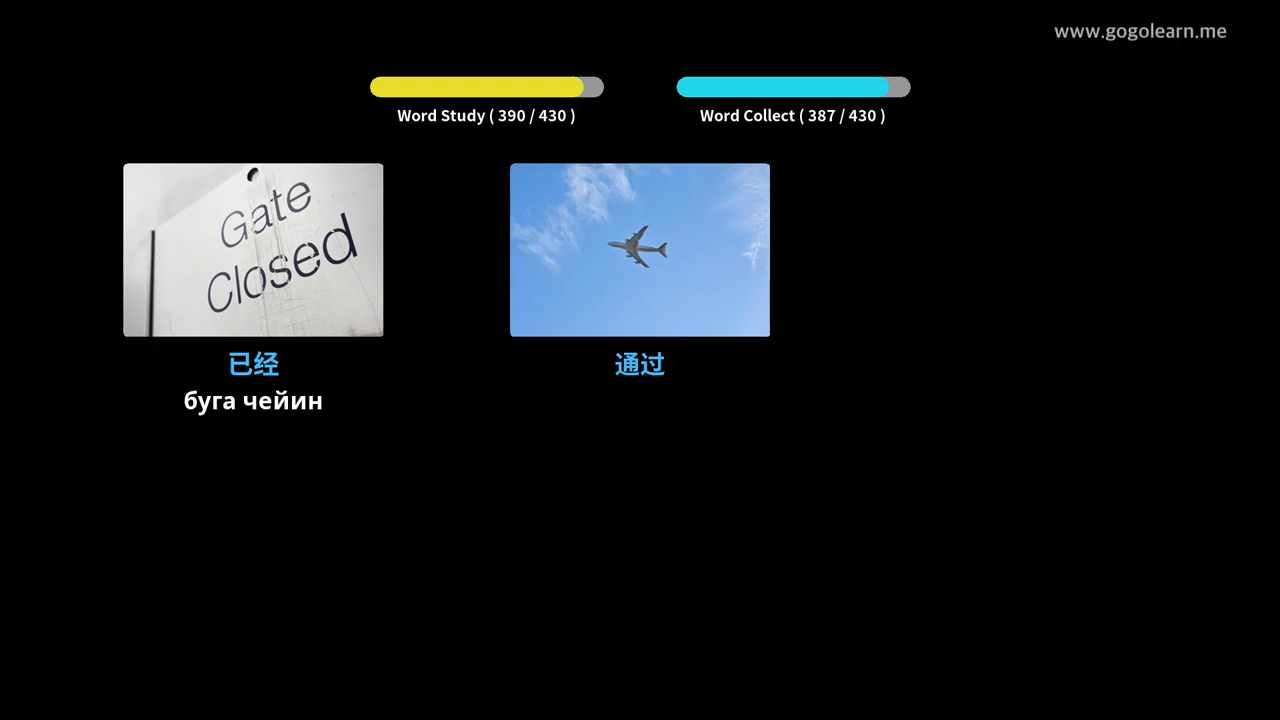 www.gogolearn.me
Word Study ( 390 / 430 )
Word Collect ( 387 / 430 )
Gate
Closed
已经
通过
буга чейин